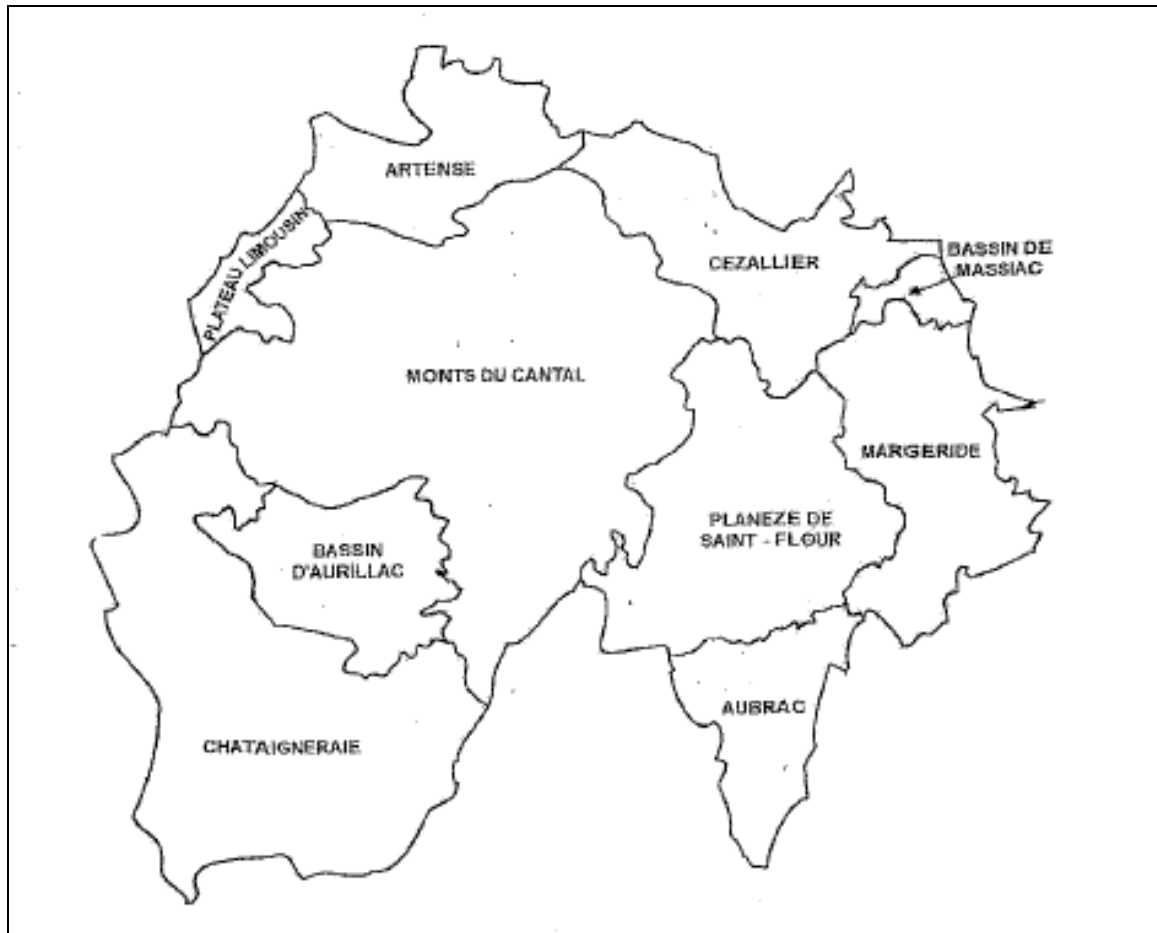 ARTENSE
PLATEAU LIMOUSIN
CEZALLIER
BASSIN DE
MASSIAC
MONTS DU CANTAL
MARGERIDE
PLANEZE DE
SAINT - FLOUR
BASSIN
D'AURILLAC
AUBRAC
CHATAIGNERAIE